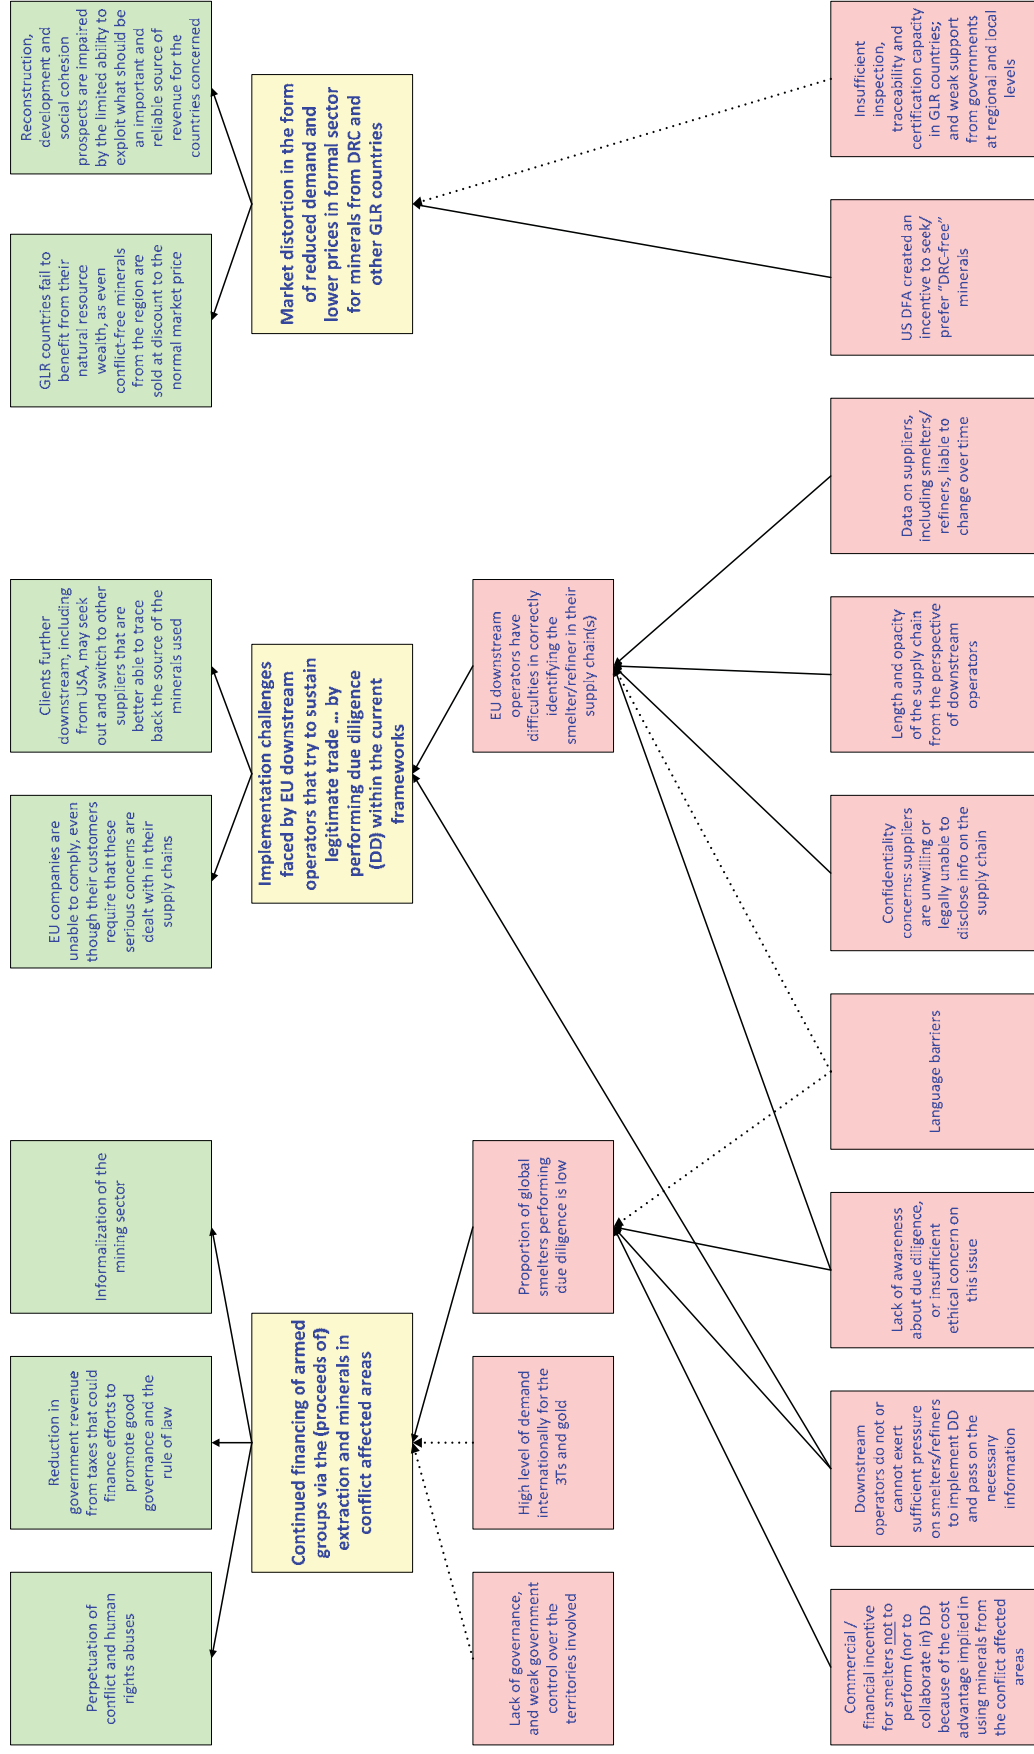 Perpetuation of
conflict and human
rights abuses
Reduction in
government revenue
from taxes that could
finance efforts to
promote good
governance and the
rule of law
Informalization of the
mining sector
EU companies are
unable to comply, even
though their customers
require that these
serious concerns are
dealt with in their
supply chains
Clients further
downstream, including
from USA, may seek
out and switch to other
suppliers that are
better able to trace
back the source of the
minerals used
GLR countries fail to
benefit from their
natural resource
wealth, as even
conflict-free minerals
from the region are
sold at discount to the
normal market price
Reconstruction,
development and
social cohesion
prospects are impaired
by the limited ability to
exploit what should be
an important and
reliable source of
revenue for the
countries concerned
Continued financing of armed
groups via the (proceeds of)
extraction and minerals in
conflict affected areas
Implementation challenges
faced by EU downstream
operators that try to sustain
legitimate trade ... by
performing due diligence
(DD) within the current
frameworks
Market distortion in the form
of reduced demand and
lower prices in formal sector
for minerals from DRC and
other GLR countries
Lack of governance,
and weak government
control over the
territories involved
High level of demand
internationally for the
3Ts and gold
Proportion of global
smelters performing
due diligence is low
EU downstream
operators have
difficulties in correctly
identifying the
smelter/refiner in their
supply chain(s)
Commercial /
financial incentive
for smelters not to
perform (nor to
collaborate in) DD
because of the cost
advantage implied in
using minerals from
the conflict affected
areas
Downstream
operators do not or
cannot exert
sufficient pressure
on smelters/refiners
to implement DD
and pass on the
necessary
information
Lack of awareness
about due diligence,
or insufficient
ethical concern on
this issue
Language barriers
Confidentiality
concerns: suppliers
are unwilling or
legally unable to
disclose info on the
supply chain
Length and opacity
of the supply chain
from the perspective
of downstream
operators
Data on suppliers,
including smelters/
refiners, liable to
change over time
US DFA created an
incentive to seek/
prefer “DRC-free”
minerals
Insufficient
inspection,
traceability and
certification capacity
in GLR countries;
and weak support
from governments
at regional and local
levels